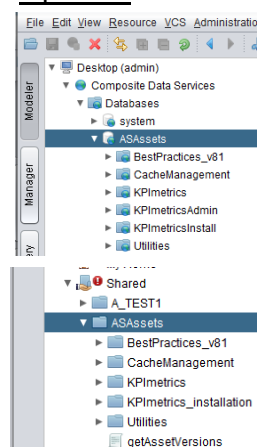 File Edit View Resource VCS Administratio
Modeler
Manager
Desktop (admin)
Composite Data Services
Databases
system
ASAssets
BestPractices_v81
CacheManagement
KPImetrics
KPImetricsAdmin
KPImetricsInstall
Utilities
Shared
A_TEST1
ASAssets
BestPractices_v81
CacheManagement
KPImetrics
KPImetrics_installation
Utilities
getAssetVersions